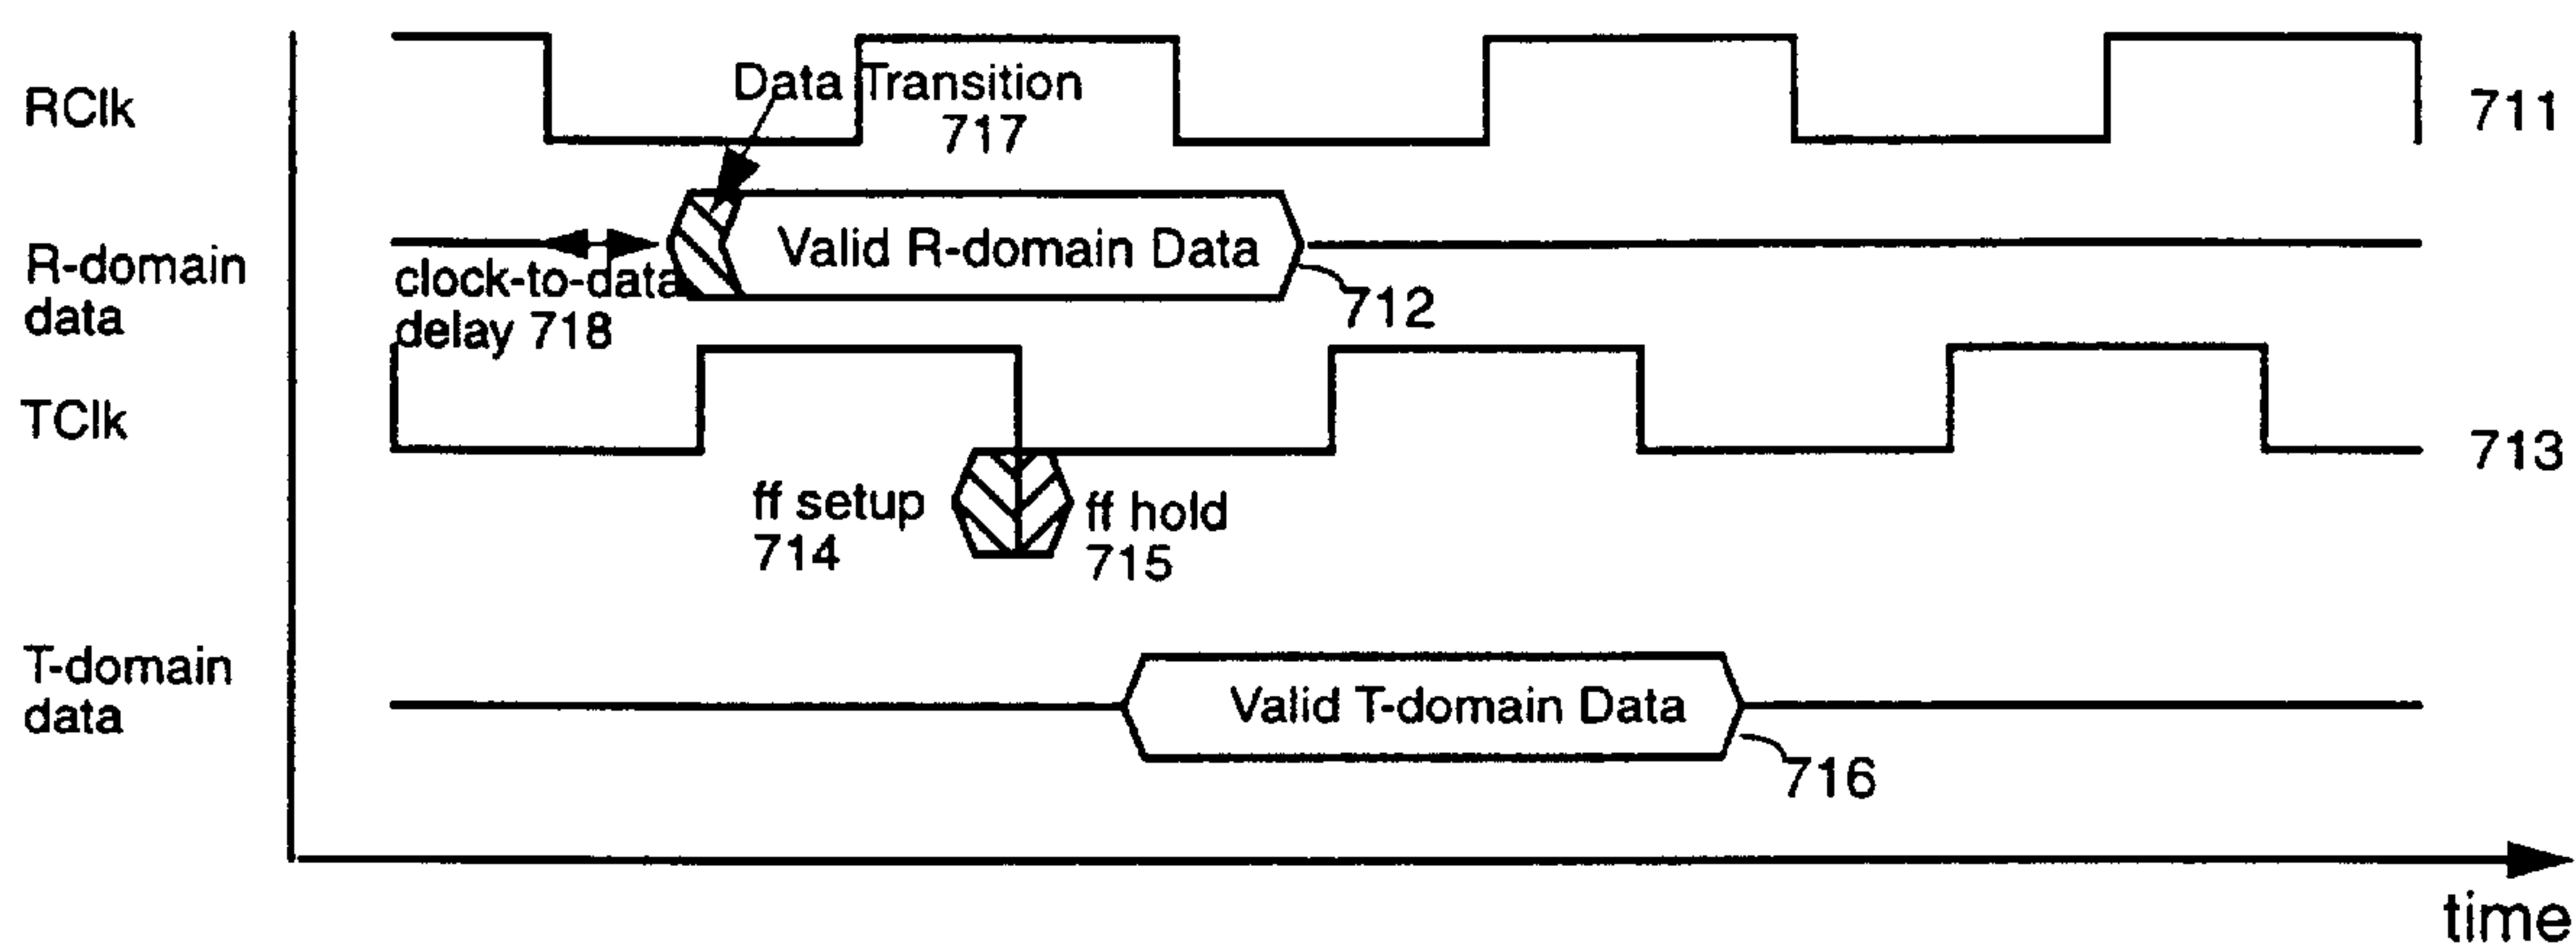 RClk
Data Transition
717
711
R-domain
data
clock-to-data
delay 718
Valid R-domain Data
712
TClk
713
ff setup
714
ff hold
715
T-domain
data
Valid T-domain Data
716
time